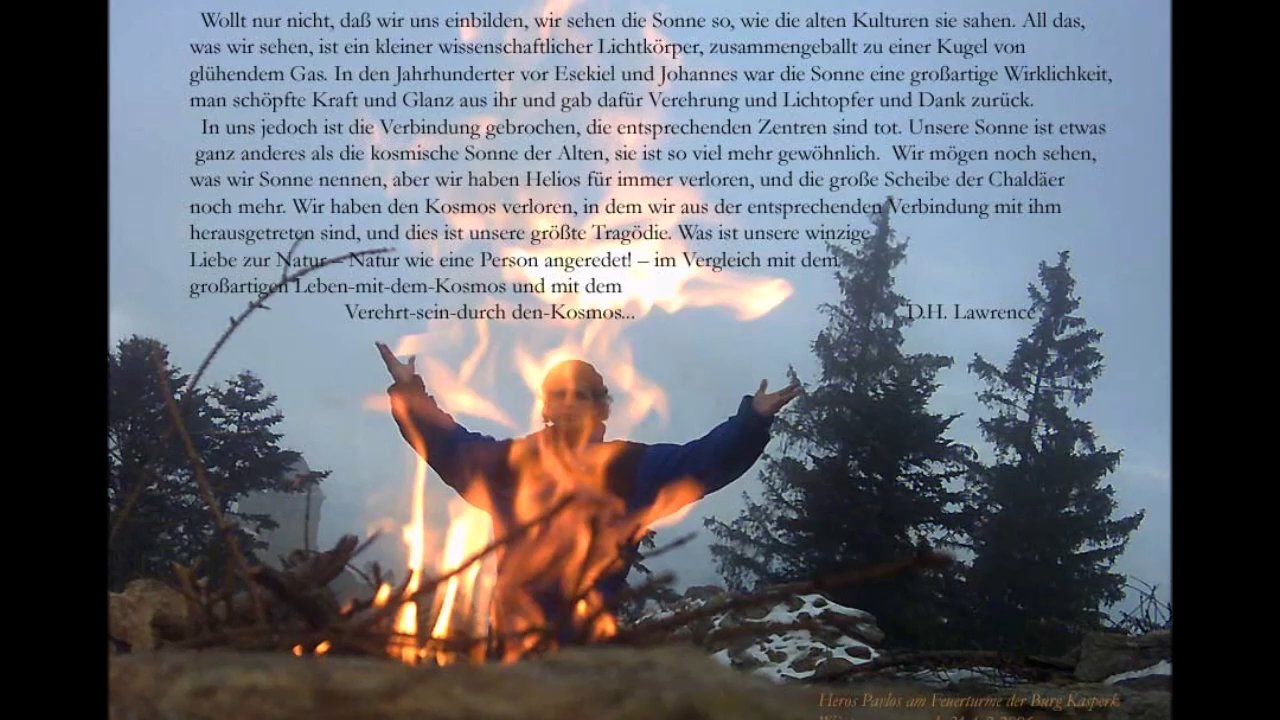 Wollt nur nicht, daß wir uns einbilden, wir sehen die Sonne so, wie die alten Kulturen sie sahen. All das,
was wir sehen, ist ein kleiner wissenschaftlicher Lichtkörper, zusammengeballt zu einer Kugel von
glühendem Gas. In den Jahrhunderter vor Esekiel und Johannes war die Sonne eine großartige Wirklichkeit,
man schöpfte Kraft und Glanz aus ihr und gab dafür Verehrung und Lichtopfer und Dank zurück.
In uns jedoch ist die Verbindung gebrochen, die entsprechenden Zentren sind tot. Unsere Sonne ist etwas
ganz anderes als die kosmische Sonne der Alten, sie ist so viel mehr gewöhnlich. Wir mögen noch sehen,
was wir Sonne nennen, aber wir haben Helios für immer verloren, und die große Scheibe der Chaldäer
noch mehr. Wir haben den Kosmos verloren, in dem wir aus der entsprechenden Verbindung mit ihm
herausgetreten sind, und dies ist unsere größte Tragödie. Was ist unsere winzige
Liebe zur Natur – Natur wie eine Person angeredet! – im Vergleich mit dem
großartigen Leben-mit-dem-Kosmos und mit dem
Verehrt-sein-durch den-Kosmos... D.H. Lawrence
Heros Pavlos am Feuerturme der Burg Kasperk